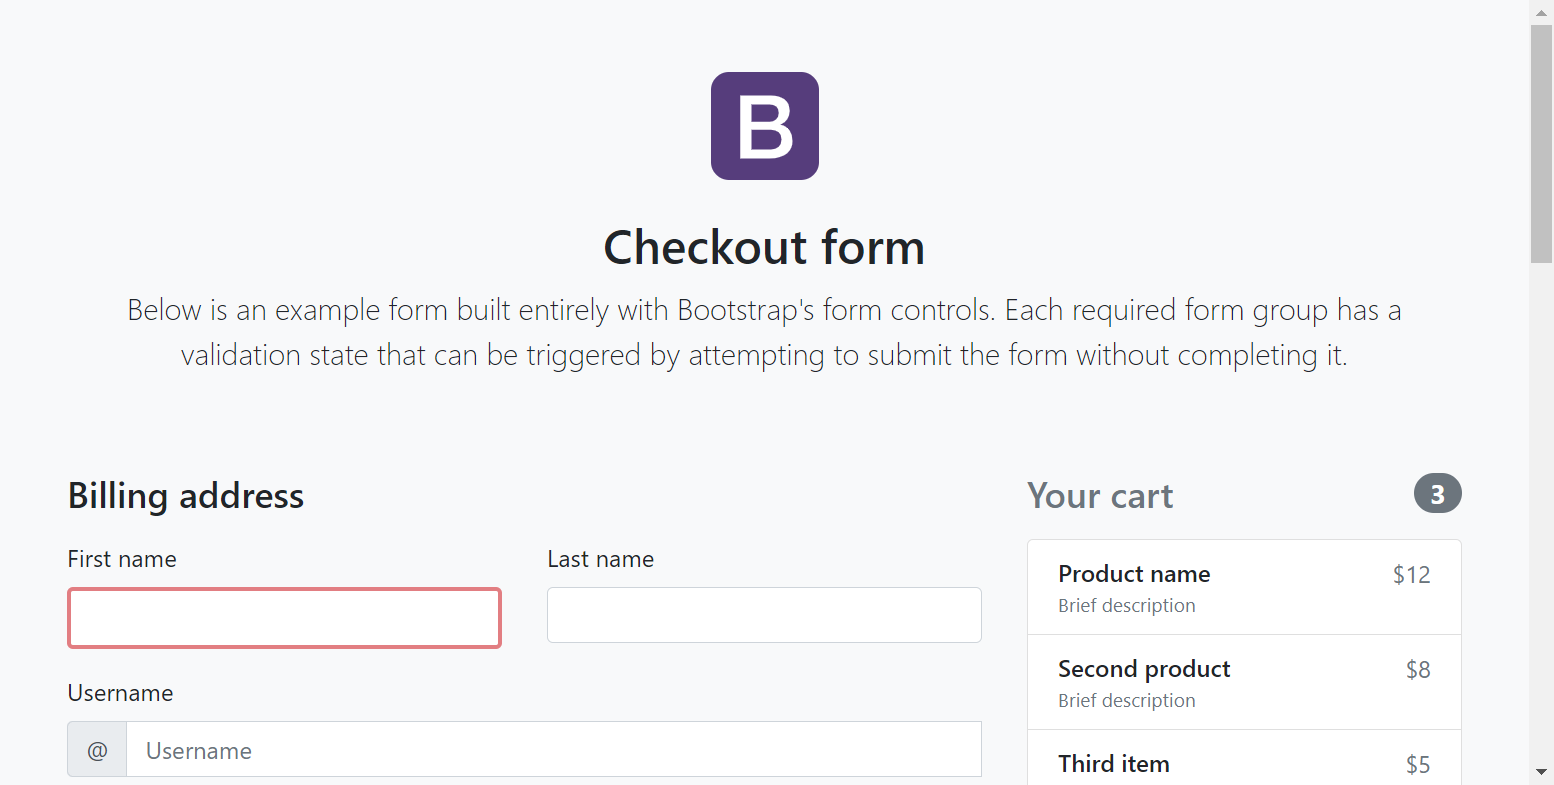 B
Checkout form
Below is an example form built entirely with Bootstrap's form controls. Each required form group has a
validation state that can be triggered by attempting to submit the form without completing it.
Billing address
First name
Last name
Username
@ Username
Your cart 3
Product name $12
Brief description
Second product $8
Brief description
Third item $5